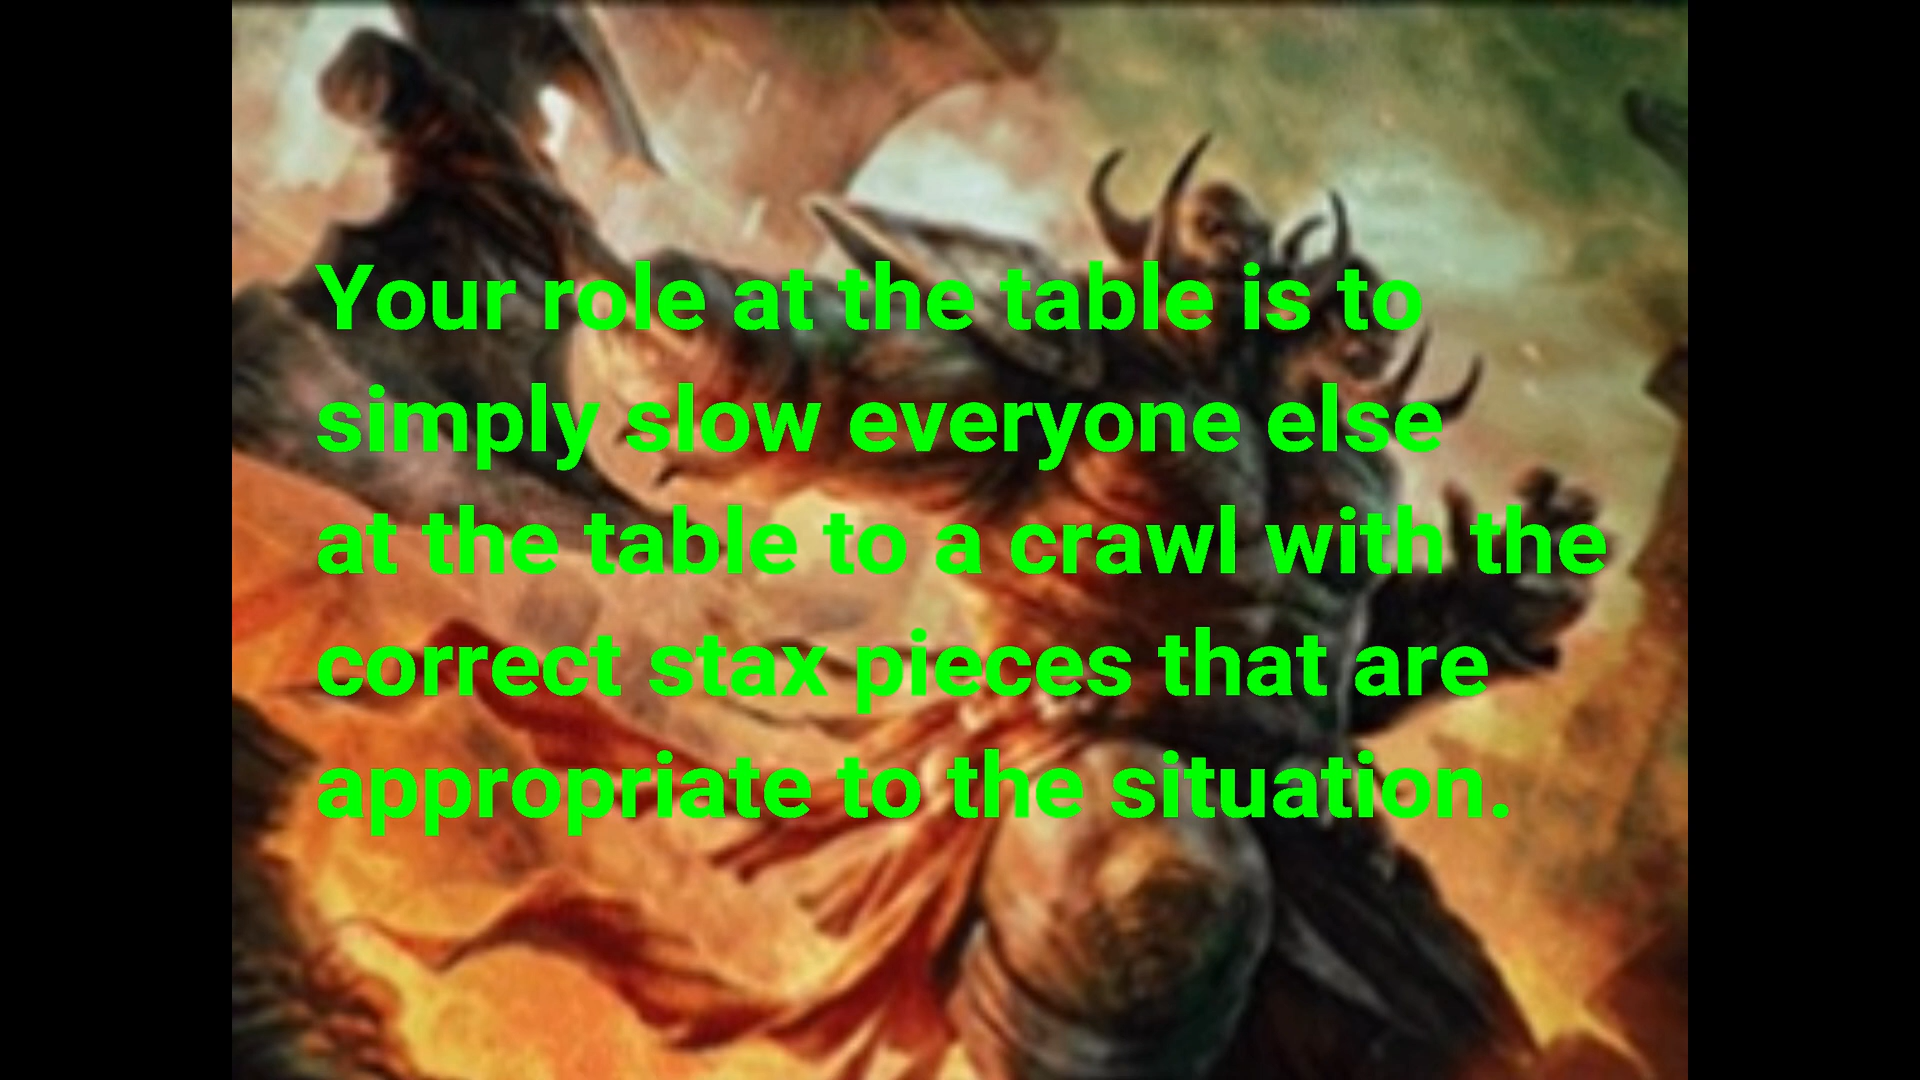 Your role at the table is to
simply slow everyone else
at the table to a crawl with the
correct stax pieces that are
appropriate to the situation.